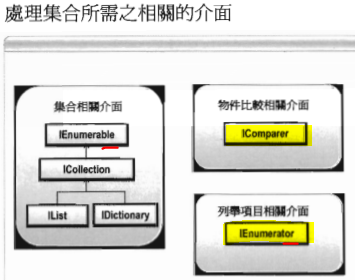 處理集合所需之相關的介面
集合相關介面
IEnumerable
ICollection
IList
IDictionary
物件比較相關介面
IComparer
列舉項目相關介面
IEnumerator